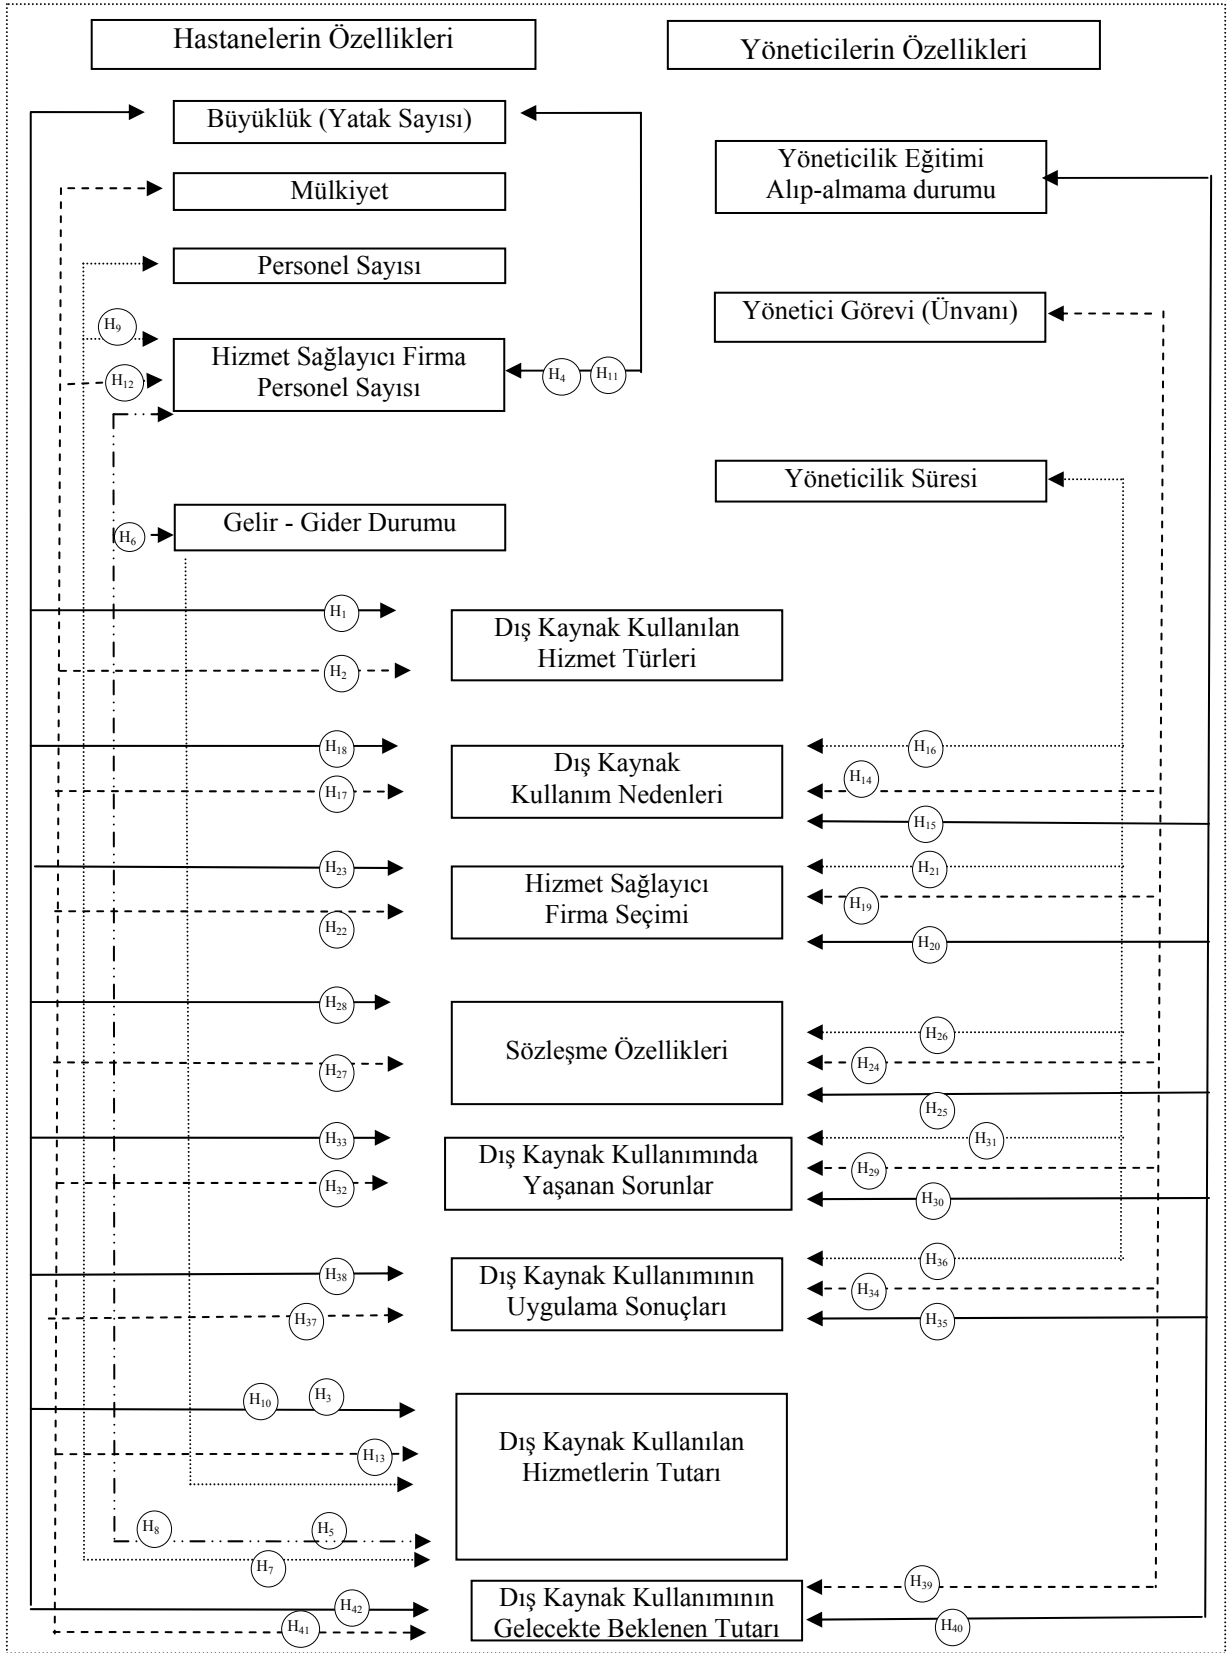 Hastanelerin Özellikleri
Yöneticilerin Özellikleri
Büyüklük (Yatak Sayısı)
Yöneticilik Eğitimi
Alıp-almama durumu
Mülkiyet
Personel Sayısı
Yönetici Görevi (Ünvanı)
H9
Hizmet Sağlayıcı Firma
Personel Sayısı
H12
H4
H11
Yöneticilik Süresi
Gelir - Gider Durumu
H6
H1
Dış Kaynak Kullanılan
Hizmet Türleri
H2
H18
Dış Kaynak
Kullanım Nedenleri
H16
H14
H17
H15
H23
Hizmet Sağlayıcı
Firma Seçimi
H21
H19
H22
H20
H28
Sözleşme Özellikleri
H26
H24
H27
H25
H33
Dış Kaynak Kullanımında
Yaşanan Sorunlar
H31
H29
H32
H30
H38
Dış Kaynak Kullanımının
Uygulama Sonuçları
H36
H34
H37
H35
H10
H3
Dış Kaynak Kullanılan
Hizmetlerin Tutarı
H13
H8
H5
H7
H39
H42
Dış Kaynak Kullanımının
Gelecekte Beklenen Tutarı
H41
H40